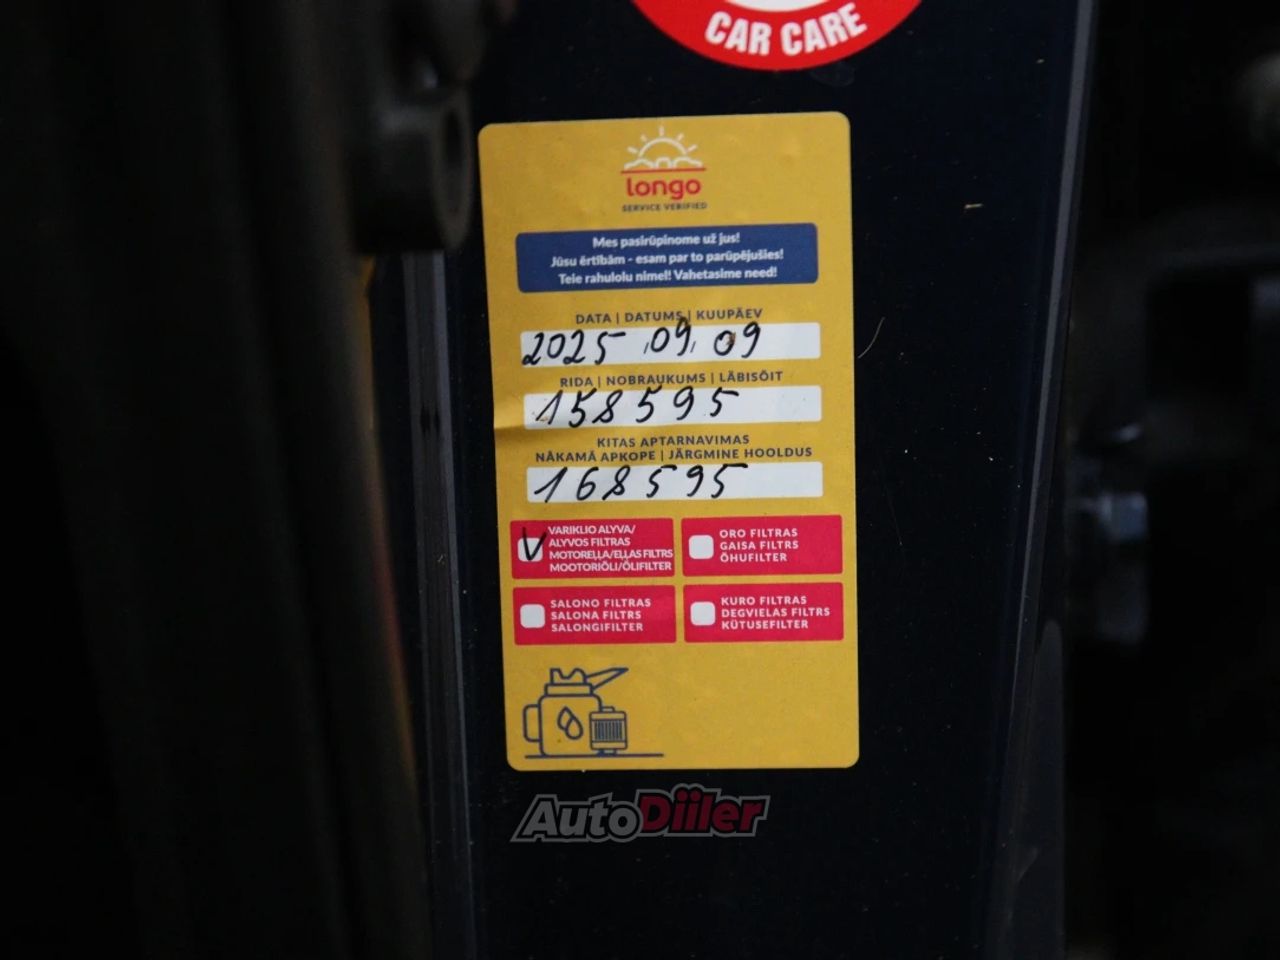 CAR CARE
longo
SERVICE VERIFIED
Mes pasirūpinome už jus!
Jūsu ērtībām - esam par to parūpējušies!
Teie rahulolu nimel! Vahetasime need!
DATA | DATUMS | KUUPÄEV
2025.09.09
RIDA | NOBRAUKUMS | LÄBISÕIT
158595
KITAS APTARNAVIMAS
NĀKAMĀ APKOPE | JÄRGMINE HOOLDUS
168595
V
VARIKLIO ALYVA/
ALYVOS FILTRAS
MOTOREĻĻA/EĻĻAS FILTRS
MOOTORIÕLI/ÕLIFILTER
ORO FILTRAS
GAISA FILTRS
ÕHUFILTER
SALONO FILTRAS
SALONA FILTRS
SALONGIFILTER
KURO FILTRAS
DEGVIELAS FILTRS
KÜTUSEFILTER
AutoDiiler